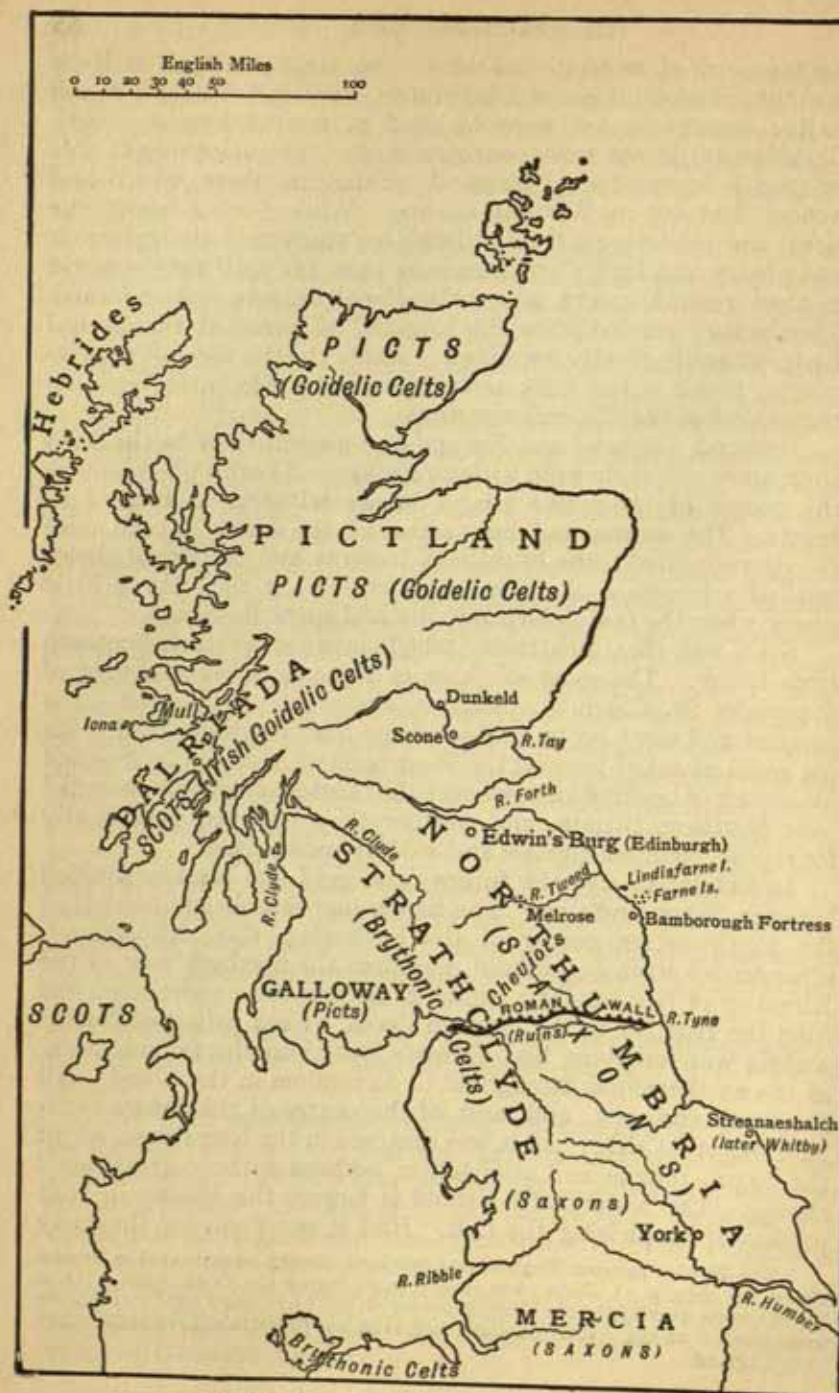 English Miles
0 10 20 30 40 50 100
Hebrides
PICTS
(Goidelic Celts)
PICTLAND
PICTS (Goidelic Celts)
DALREADA
SCOTS (Irish Goidelic Celts)
Mull
Iona
Dunkeld
Scone
R. Tay
R. Forth
Edwin's Burg (Edinburgh)
R. Clyde
R. Clyde
Lindisfarne I.
Farne Is.
R. Tweed
Melrose
Bamborough Fortress
NORTHUMBRIA
(SAXONS)
STRATHCLYDE
(Brythonic Celts)
Cheviots
GALLOWAY
(Picts)
SCOTS
ROMAN WALL
(Ruins)
R. Tyne
Streanaeshalch
(later Whitby)
(Saxons)
York
R. Ribble
R. Humber
MERCIA
(SAXONS)
Brythonic Celts